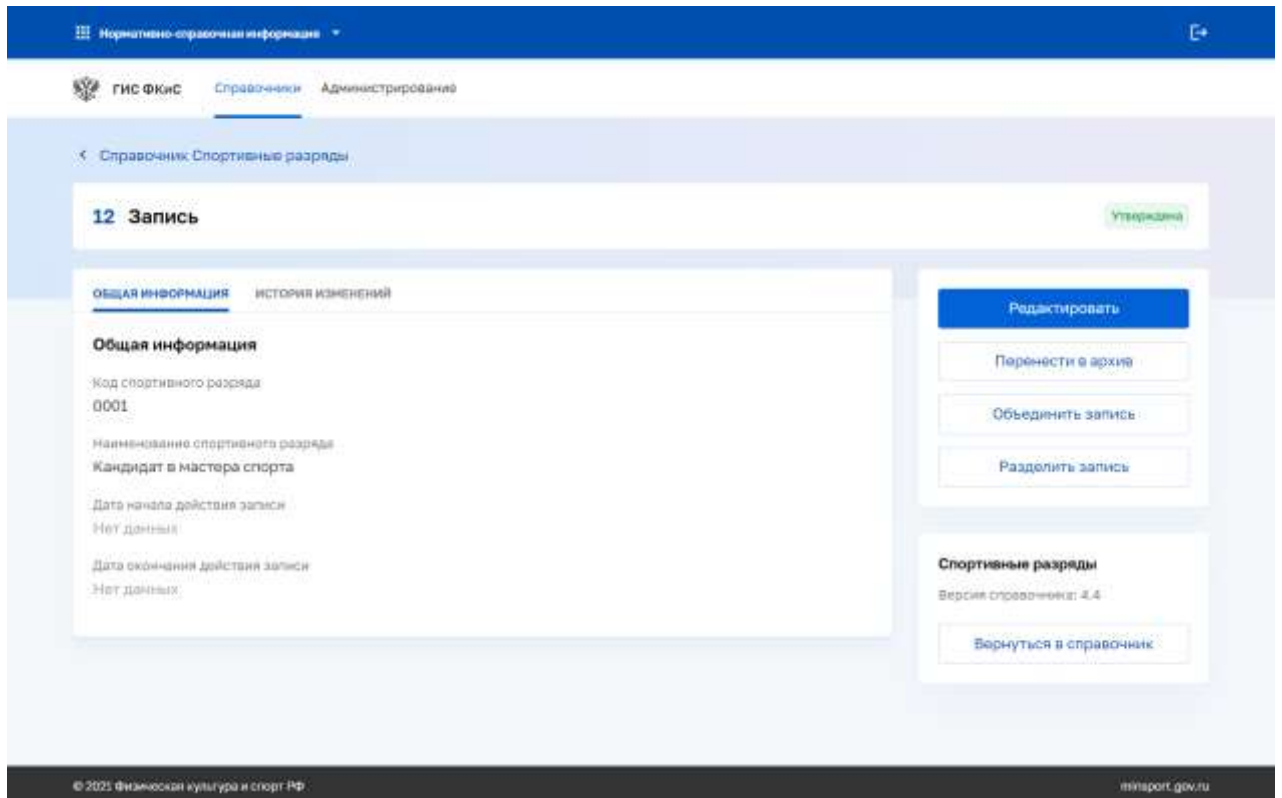 Нормативно-справочная информация
ГИС ФКиС Справочники Администрирование
Справочник Спортивные разряды
12 Запись Утверждена
ОБЩАЯ ИНФОРМАЦИЯ ИСТОРИЯ ИЗМЕНЕНИЙ
Общая информация
Код спортивного разряда
0001
Наименование спортивного разряда
Кандидат в мастера спорта
Дата начала действия записи
Нет данных
Дата окончания действия записи
Нет данных
Редактировать
Перенести в архив
Объединить запись
Разделить запись
Спортивные разряды
Версия справочника: 4.4
Вернуться в справочник
© 2021 Физическая культура и спорт РФ minsport.gov.ru